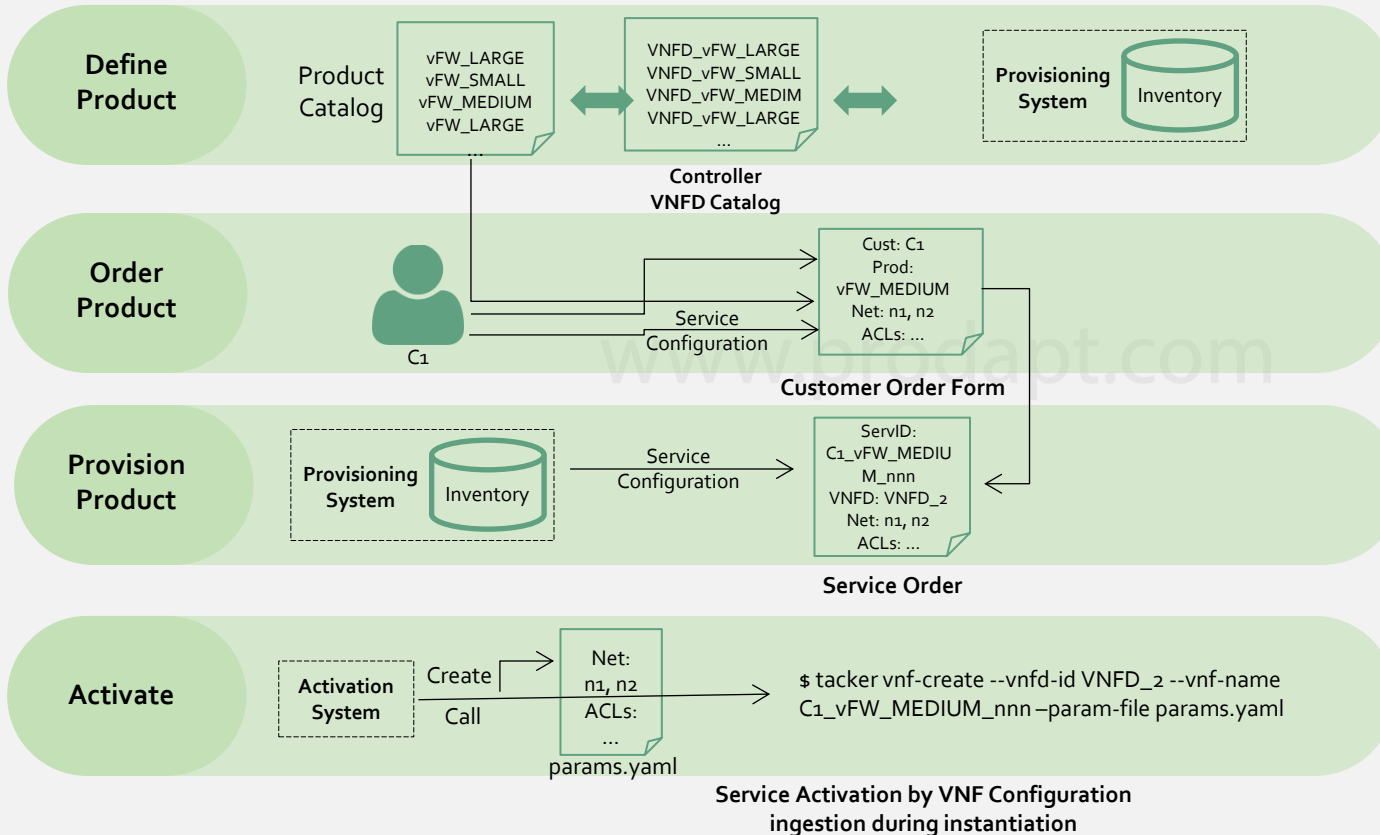 Define
Product
Product
Catalog
vFW_LARGE
vFW_SMALL
vFW_MEDIUM
vFW_LARGE
...
VNFD_vFW_LARGE
VNFD_vFW_SMALL
VNFD_vFW_MEDIM
VNFD_vFW_LARGE
...
Controller
VNFD Catalog
Provisioning
System
Inventory
Order
Product
C1
Service
Configuration
Cust: C1
Prod:
vFW_MEDIUM
Net: n1, n2
ACLs: ...
Customer Order Form
www.prodapt.com
Provision
Product
Provisioning
System
Inventory
Service
Configuration
ServID:
C1_vFW_MEDIU
M_nnn
VNFD: VNFD_2
Net: n1, n2
ACLs: ...
Service Order
Activate
Activation
System
Create
Call
Net:
n1, n2
ACLs:
...
params.yaml
$ tacker vnf-create --vnfd-id VNFD_2 --vnf-name
C1_vFW_MEDIUM_nnn –param-file params.yaml
Service Activation by VNF Configuration
ingestion during instantiation